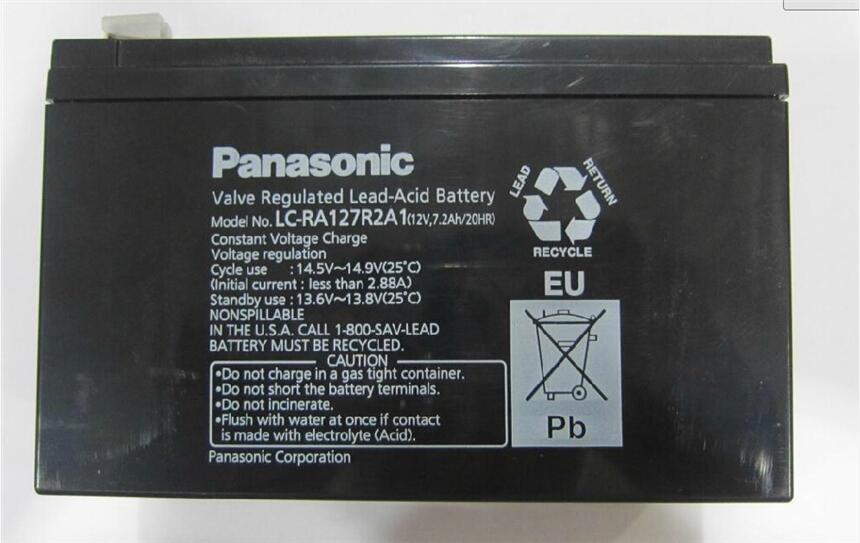 Panasonic
Valve Regulated Lead-Acid Battery
Model No. LC-RA127R2A1(12V,7.2Ah/20HR)
Constant Voltage Charge
Voltage regulation
Cycle use : 14.5V~14.9V(25°C)
(Initial current : less than 2.88A)
Standby use : 13.6V~13.8V(25°C)
NONSPILLABLE
IN THE U.S.A. CALL 1-800-SAV-LEAD
BATTERY MUST BE RECYCLED.
CAUTION
•Do not charge in a gas tight container.
•Do not short the battery terminals.
•Do not incinerate.
•Flush with water at once if contact
is made with electrolyte (Acid).
Panasonic Corporation
LEAD
RETURN
RECYCLE
EU
Pb